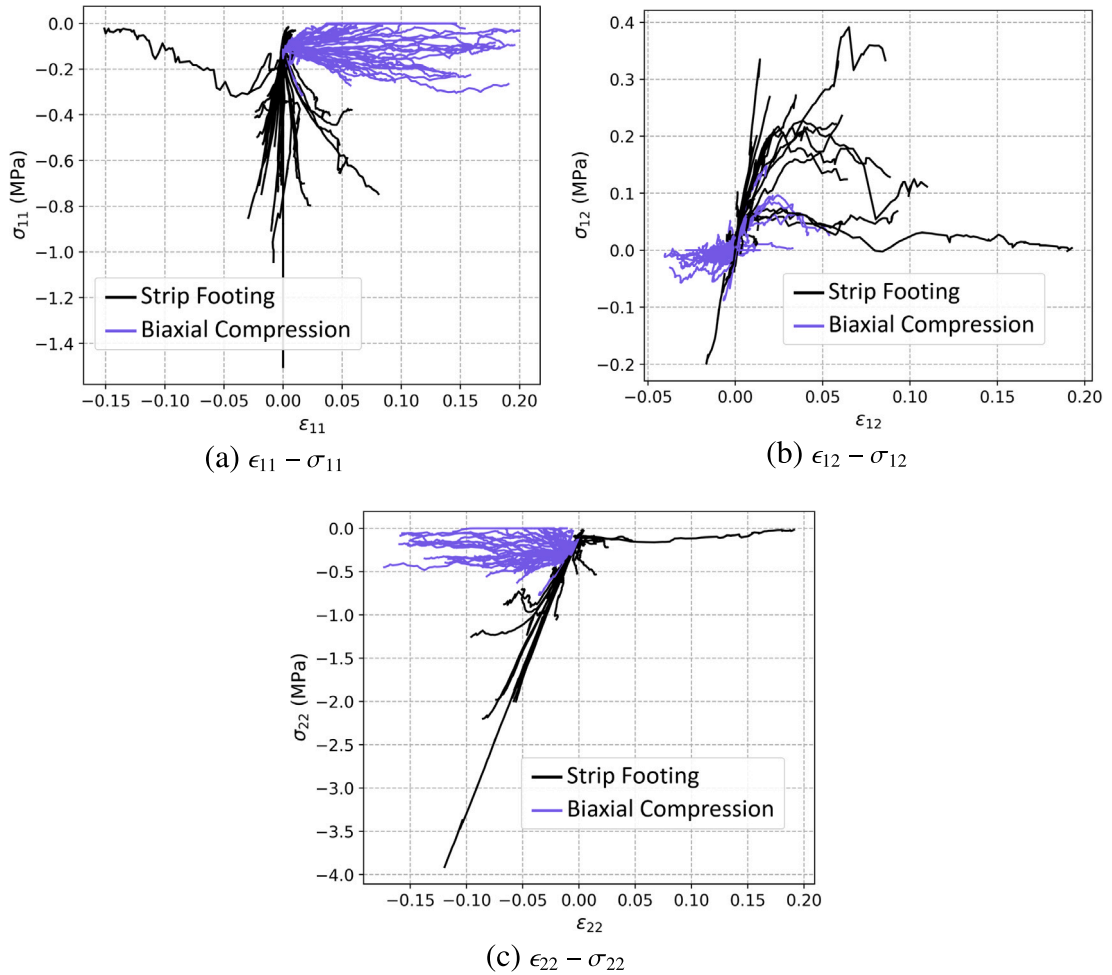 0.0
−0.2
−0.4
−0.6
−0.8
−1.0
−1.2
−1.4
σ11 (MPa)
Strip Footing
Biaxial Compression
−0.15 −0.10 −0.05 0.00 0.05 0.10 0.15 0.20
ε11
(a) ϵ11 − σ11
0.4
0.3
0.2
0.1
0.0
−0.1
−0.2
σ12 (MPa)
Strip Footing
Biaxial Compression
−0.05 0.00 0.05 0.10 0.15 0.20
ε12
(b) ϵ12 − σ12
0.0
−0.5
−1.0
−1.5
−2.0
−2.5
−3.0
−3.5
−4.0
σ22 (MPa)
Strip Footing
Biaxial Compression
−0.15 −0.10 −0.05 0.00 0.05 0.10 0.15 0.20
ε22
(c) ϵ22 − σ22